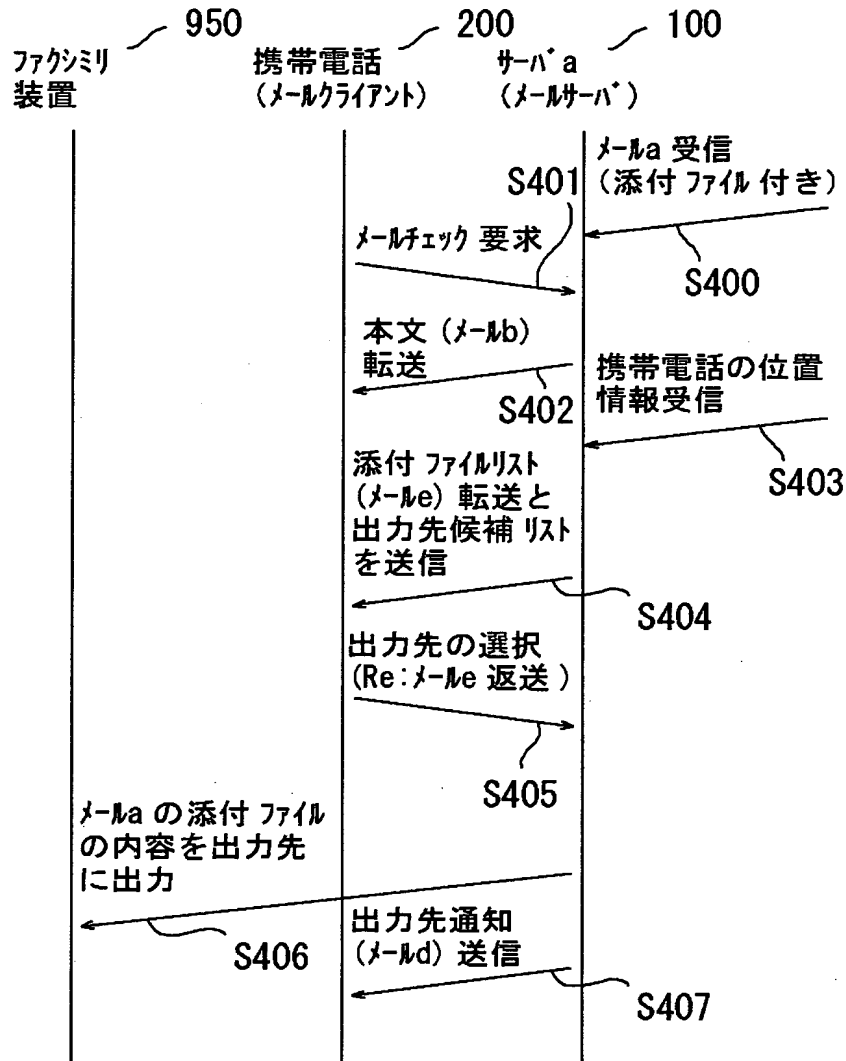 950
ファクシミリ
装置
200
携帯電話
(メールクライアント)
100
サーバa
(メールサーバ)
メールa 受信
(添付 ファイル 付き)
S400
S401
メールチェック 要求
本文 (メールb)
転送
S402
携帯電話の位置
情報受信
S403
添付 ファイルリスト
(メールe) 転送と
出力先候補 リスト
を送信
S404
出力先の選択
(Re:メールe 返送)
S405
メールa の添付 ファイル
の内容を出力先
に出力
S406
出力先通知
(メールd) 送信
S407